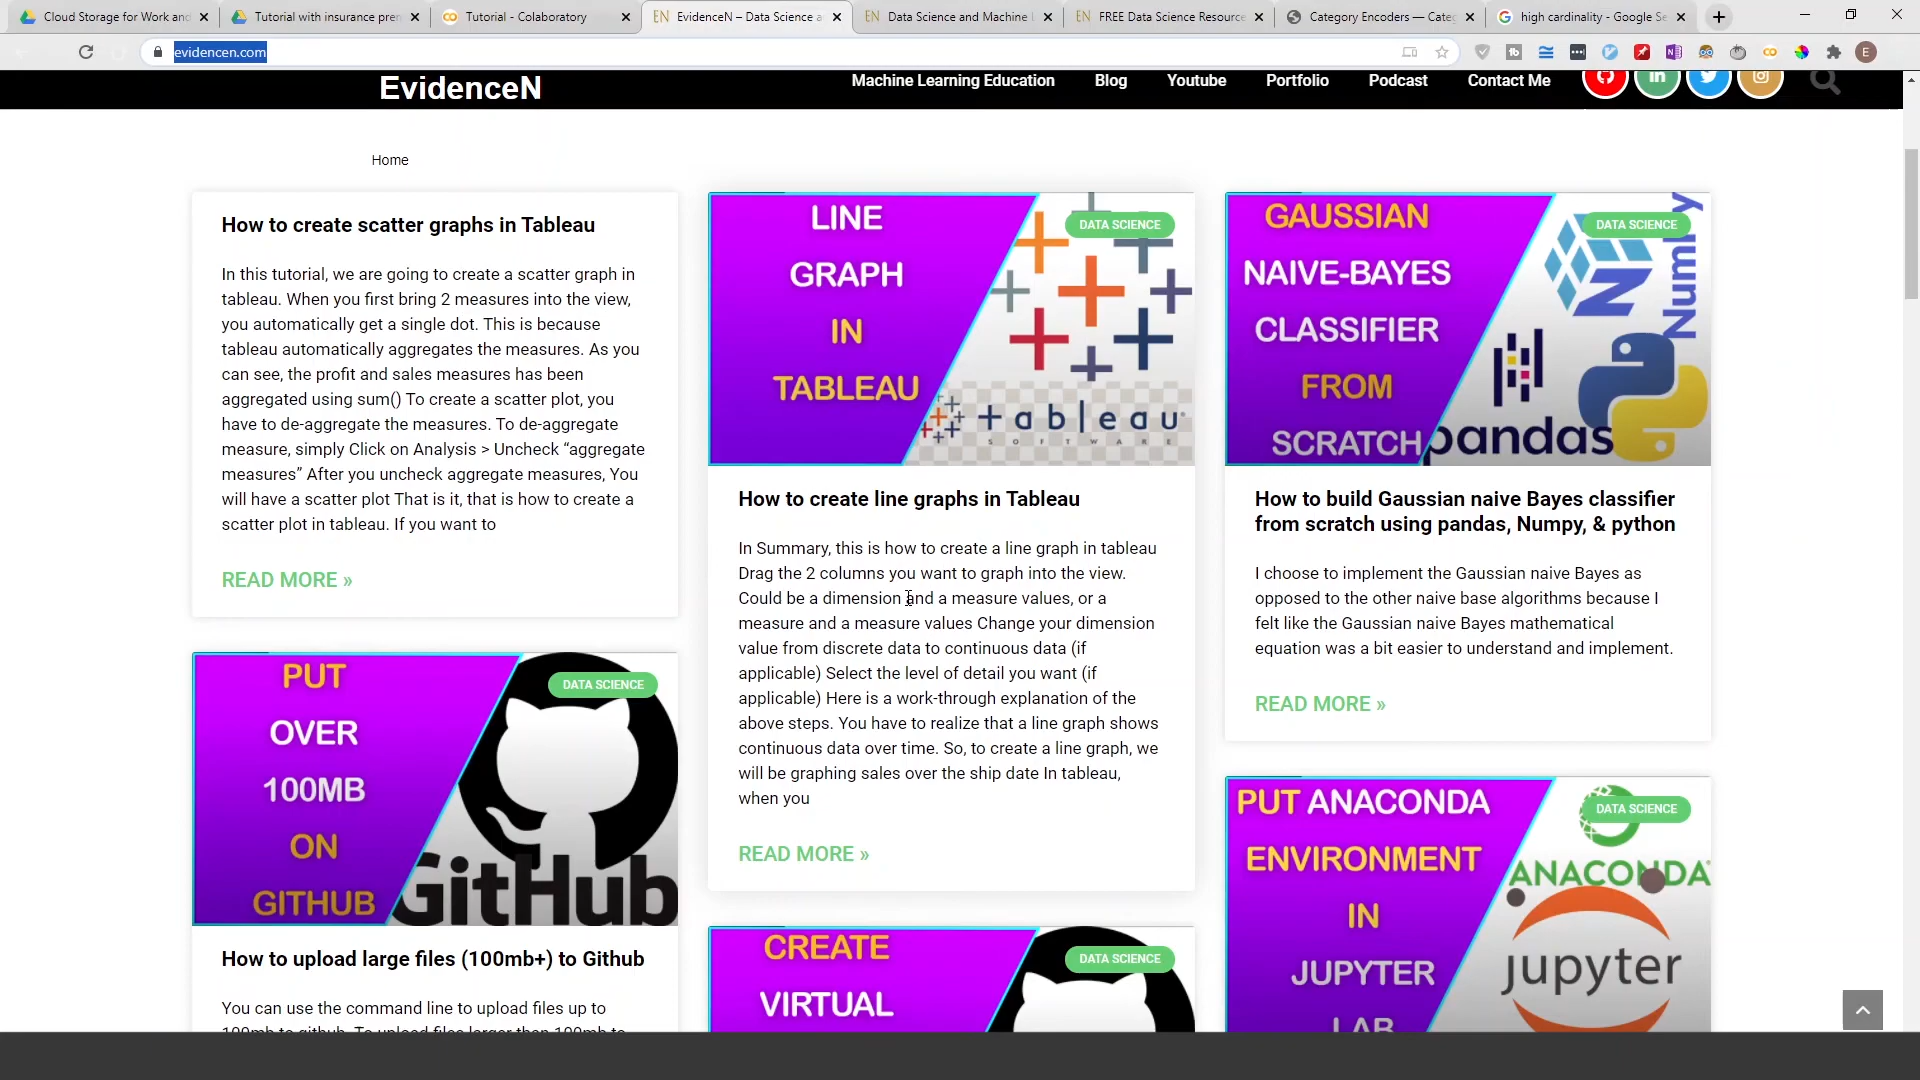 Cloud Storage for Work and
Tutorial with insurance pren
Tutorial - Colaboratory
EN EvidenceN – Data Science a
EN Data Science and Machine
EN FREE Data Science Resource
Category Encoders — Categ
high cardinality - Google Se
evidencen.com
E
EvidenceN
Machine Learning Education
Blog
Youtube
Portfolio
Podcast
Contact Me
Home
How to create scatter graphs in Tableau
In this tutorial, we are going to create a scatter graph in
tableau. When you first bring 2 measures into the view,
you automatically get a single dot. This is because
tableau automatically aggregates the measures. As you
can see, the profit and sales measures has been
aggregated using sum() To create a scatter plot, you
have to de-aggregate the measures. To de-aggregate
measure, simply Click on Analysis > Uncheck “aggregate
measures” After you uncheck aggregate measures, You
will have a scatter plot That is it, that is how to create a
scatter plot in tableau. If you want to
READ MORE »
PUT
OVER
100MB
ON
GITHUB
DATA SCIENCE
GitHub
How to upload large files (100mb+) to Github
You can use the command line to upload files up to
100mb to github. To upload files larger than 100mb to
LINE
GRAPH
IN
TABLEAU
DATA SCIENCE
+ableau
SOFTWARE
How to create line graphs in Tableau
In Summary, this is how to create a line graph in tableau
Drag the 2 columns you want to graph into the view.
Could be a dimension and a measure values, or a
measure and a measure values Change your dimension
value from discrete data to continuous data (if
applicable) Select the level of detail you want (if
applicable) Here is a work-through explanation of the
above steps. You have to realize that a line graph shows
continuous data over time. So, to create a line graph, we
will be graphing sales over the ship date In tableau,
when you
READ MORE »
CREATE
VIRTUAL
DATA SCIENCE
GAUSSIAN
NAIVE-BAYES
CLASSIFIER
FROM
SCRATCH
DATA SCIENCE
NumPy
pandas
How to build Gaussian naive Bayes classifier
from scratch using pandas, Numpy, & python
I choose to implement the Gaussian naive Bayes as
opposed to the other naive base algorithms because I
felt like the Gaussian naive Bayes mathematical
equation was a bit easier to understand and implement.
READ MORE »
PUT ANACONDA
ENVIRONMENT
IN
JUPYTER
LAB
DATA SCIENCE
ANACONDA
jupyter